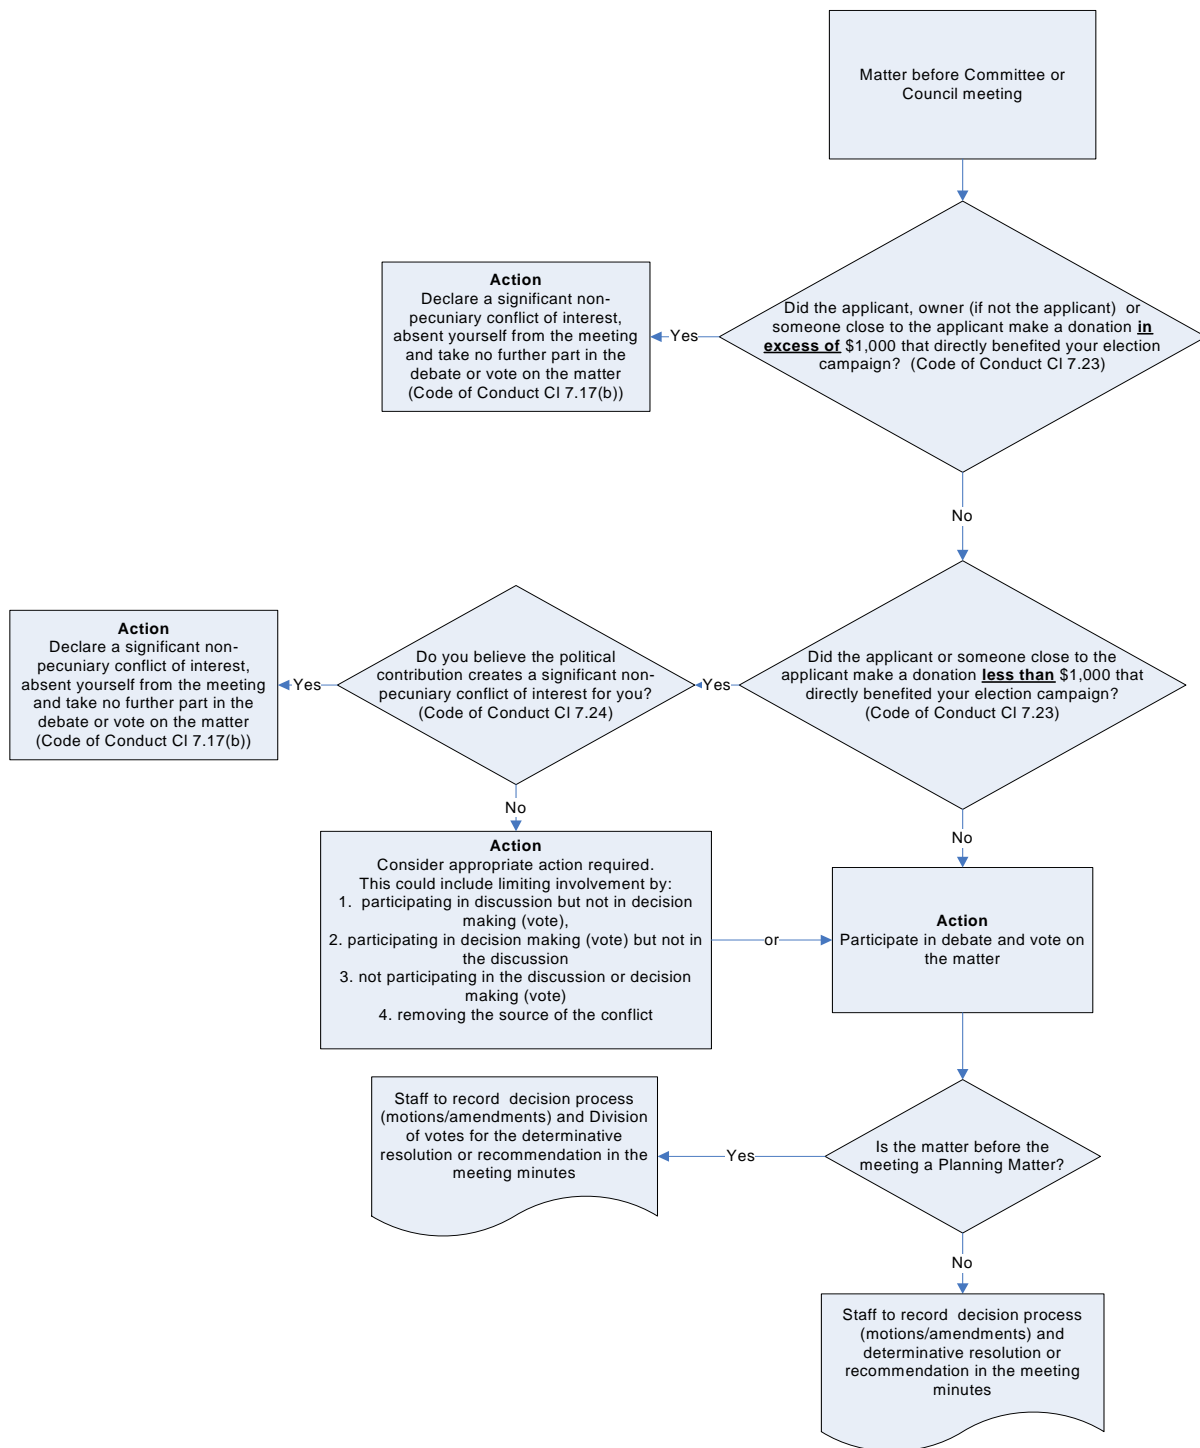 Matter before Committee or
Council meeting
Did the applicant, owner (if not the applicant)  or
someone close to the applicant make a donation in
excess of $1,000 that directly benefited your election
campaign?  (Code of Conduct Cl 7.23)
Yes
Action
Declare a significant non-
pecuniary conflict of interest,
absent yourself from the meeting
and take no further part in the
debate or vote on the matter
(Code of Conduct Cl 7.17(b))
No
Did the applicant or someone close to the
applicant make a donation less than $1,000 that
directly benefited your election campaign?
(Code of Conduct Cl 7.23)
Yes
Do you believe the political
contribution creates a significant non-
pecuniary conflict of interest for you?
(Code of Conduct Cl 7.24)
Yes
Action
Declare a significant non-
pecuniary conflict of interest,
absent yourself from the meeting
and take no further part in the
debate or vote on the matter
(Code of Conduct Cl 7.17(b))
No
Action
Consider appropriate action required.
This could include limiting involvement by:
1.  participating in discussion but not in decision
making (vote),
2. participating in decision making (vote) but not in
the discussion
3. not participating in the discussion or decision
making (vote)
4. removing the source of the conflict
or
No
Action
Participate in debate and vote on
the matter
Is the matter before the
meeting a Planning Matter?
Yes
Staff to record  decision process
(motions/amendments) and Division
of votes for the determinative
resolution or recommendation in the
meeting minutes
No
Staff to record  decision process
(motions/amendments) and
determinative resolution or
recommendation in the meeting
minutes